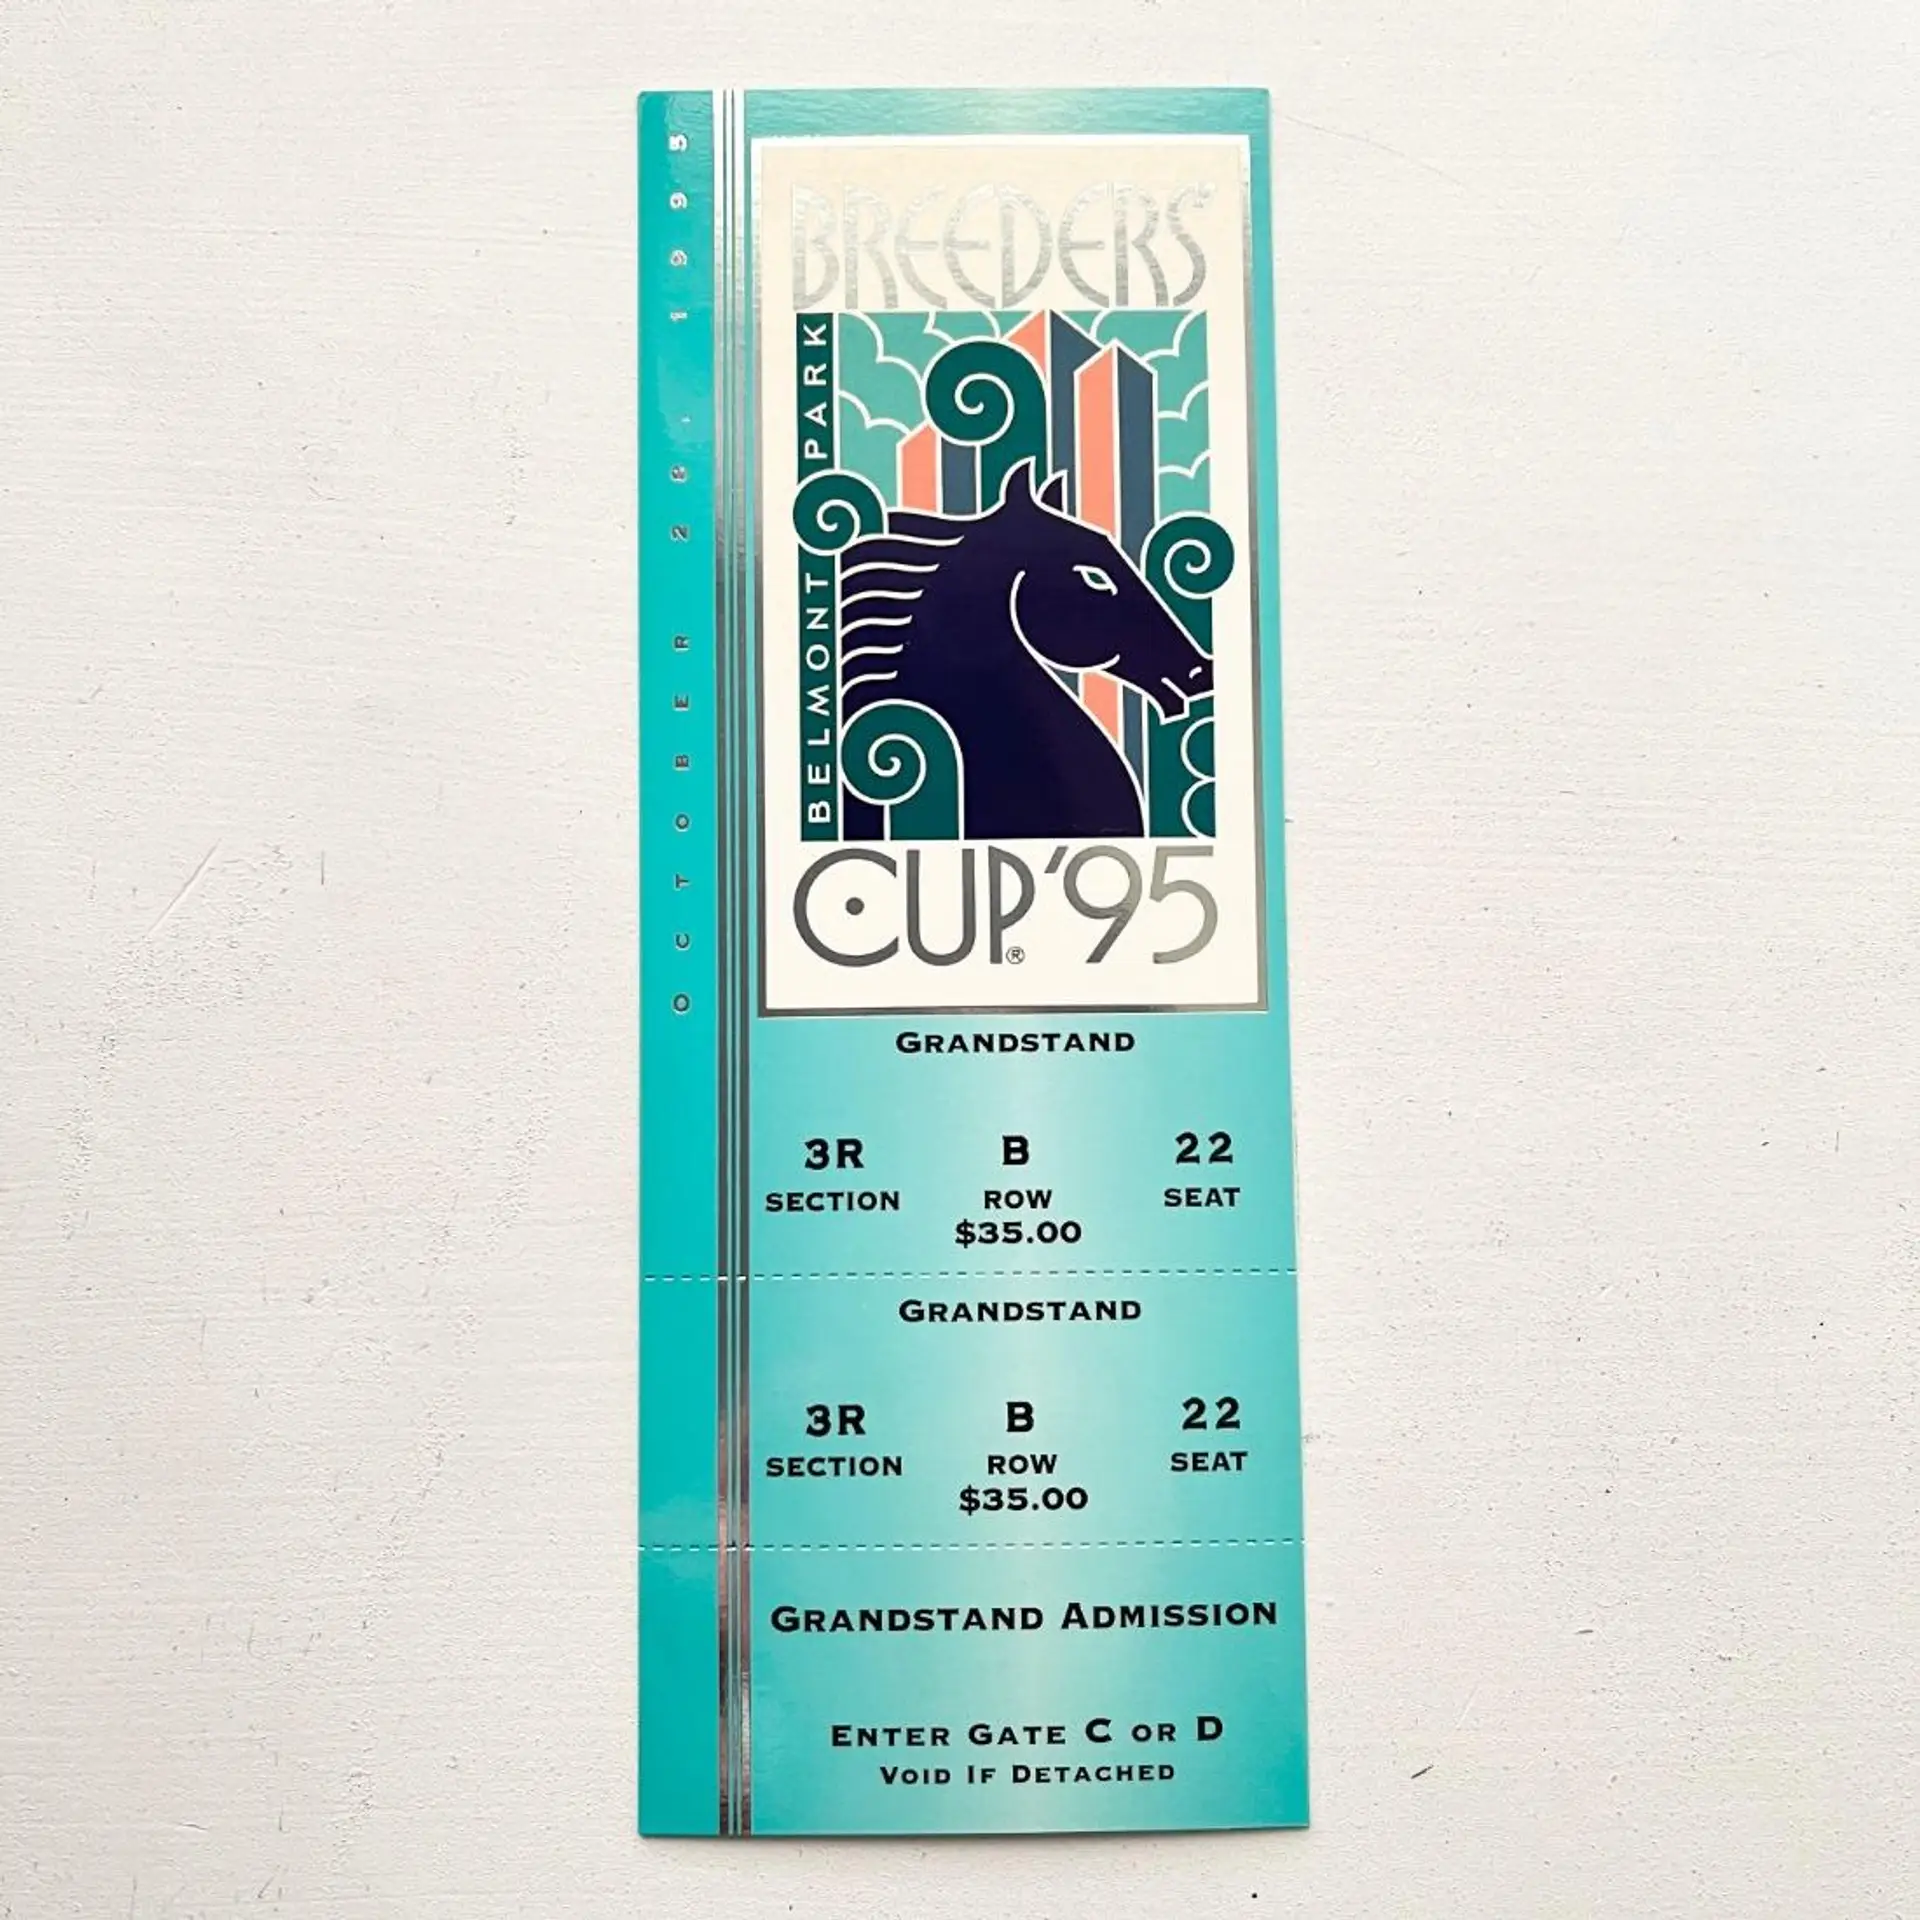 OCTOBER 28, 1995
BREEDERS'
BELMONT PARK
CUP® '95
GRANDSTAND
3R B 22
SECTION ROW SEAT
$35.00
GRANDSTAND
3R B 22
SECTION ROW SEAT
$35.00
GRANDSTAND ADMISSION
ENTER GATE C OR D
VOID IF DETACHED